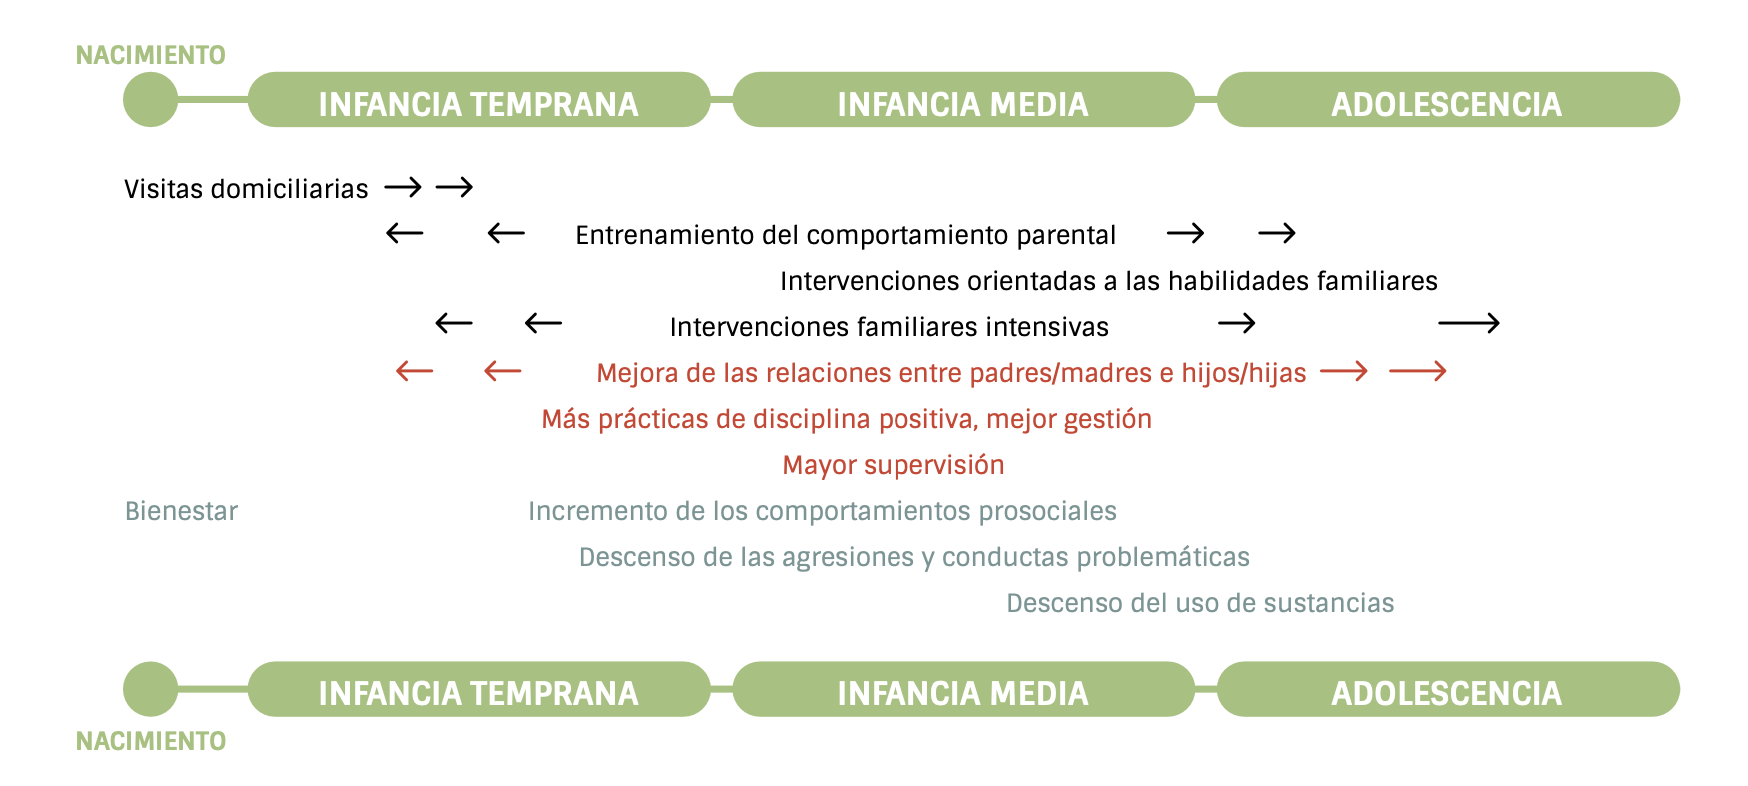 NACIMIENTO
INFANCIA TEMPRANA
INFANCIA MEDIA
ADOLESCENCIA
Visitas domiciliarias → →
← ← Entrenamiento del comportamiento parental → →
Intervenciones orientadas a las habilidades familiares
← ← Intervenciones familiares intensivas → →
← ← Mejora de las relaciones entre padres/madres e hijos/hijas → →
Más prácticas de disciplina positiva, mejor gestión
Mayor supervisión
Bienestar
Incremento de los comportamientos prosociales
Descenso de las agresiones y conductas problemáticas
Descenso del uso de sustancias
INFANCIA TEMPRANA
INFANCIA MEDIA
ADOLESCENCIA
NACIMIENTO